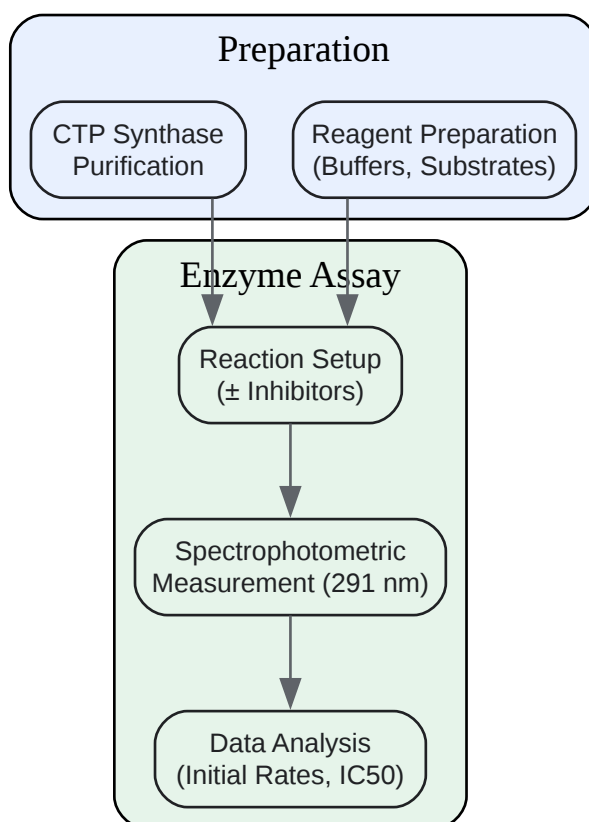 Preparation
CTP Synthase
Purification
Reagent Preparation
(Buffers, Substrates)
Enzyme Assay
Reaction Setup
(± Inhibitors)
Spectrophotometric
Measurement (291 nm)
Data Analysis
(Initial Rates, IC50)